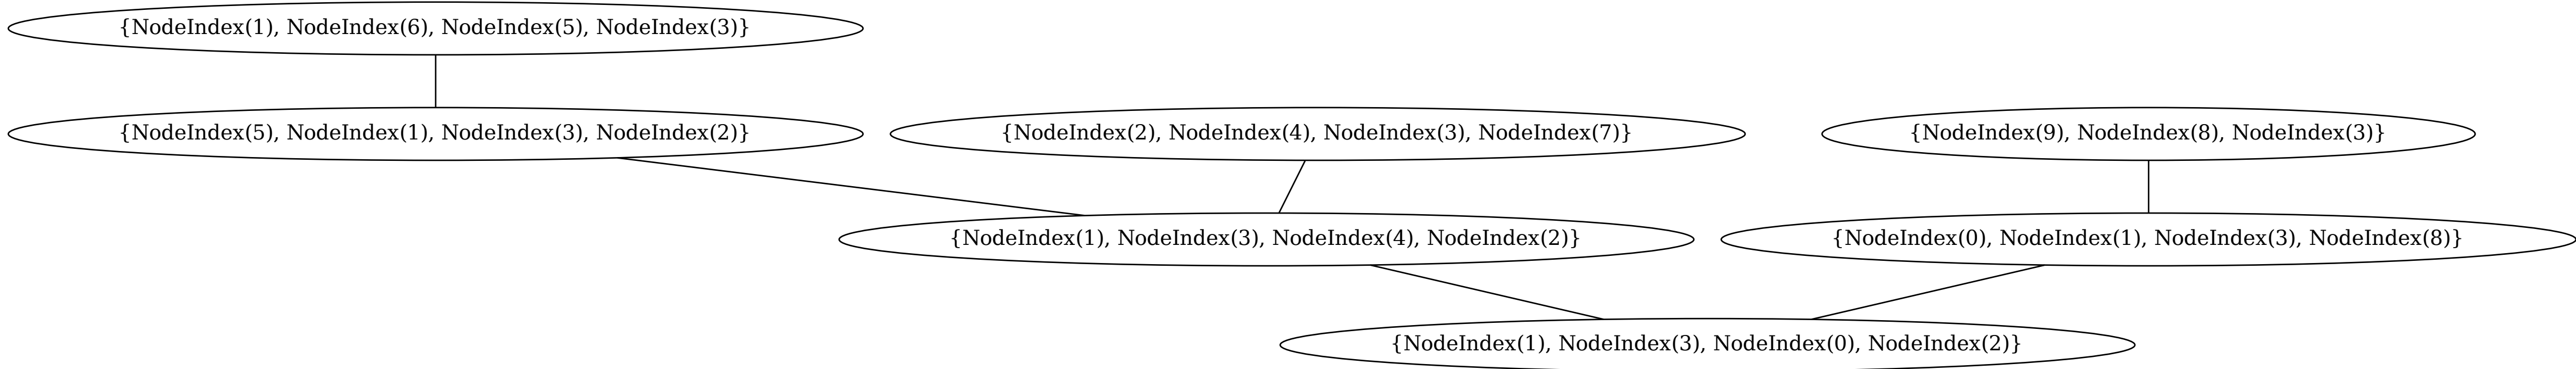 {NodeIndex(1), NodeIndex(6), NodeIndex(5), NodeIndex(3)}
{NodeIndex(5), NodeIndex(1), NodeIndex(3), NodeIndex(2)}
{NodeIndex(2), NodeIndex(4), NodeIndex(3), NodeIndex(7)}
{NodeIndex(9), NodeIndex(8), NodeIndex(3)}
{NodeIndex(1), NodeIndex(3), NodeIndex(4), NodeIndex(2)}
{NodeIndex(0), NodeIndex(1), NodeIndex(3), NodeIndex(8)}
{NodeIndex(1), NodeIndex(3), NodeIndex(0), NodeIndex(2)}